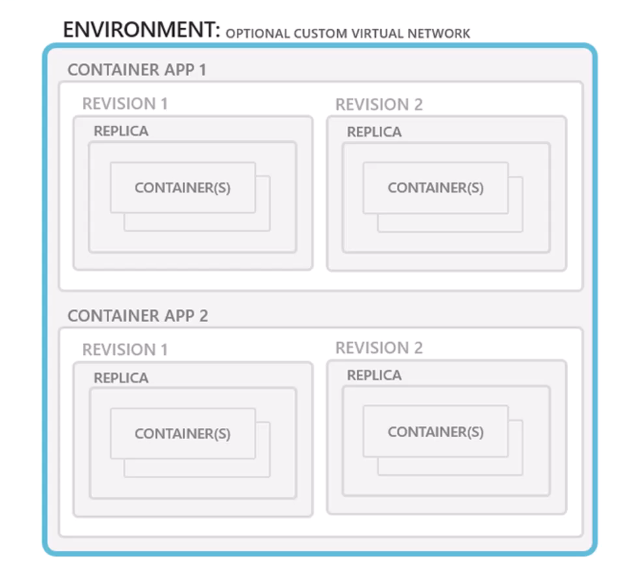 ENVIRONMENT: OPTIONAL CUSTOM VIRTUAL NETWORK
CONTAINER APP 1
REVISION 1
REPLICA
CONTAINER(S)
REVISION 2
REPLICA
CONTAINER(S)
CONTAINER APP 2
REVISION 1
REPLICA
CONTAINER(S)
REVISION 2
REPLICA
CONTAINER(S)